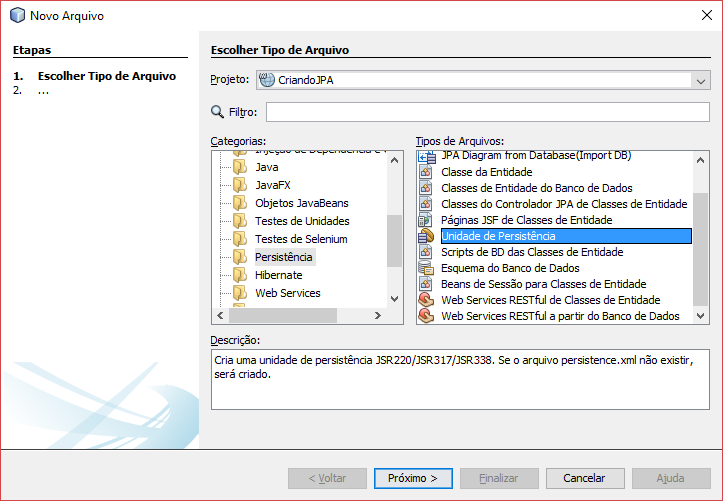 Novo Arquivo
Etapas
1. Escolher Tipo de Arquivo
2. ...
Escolher Tipo de Arquivo
Projeto: CriandoJPA
Filtro:
Categorias:
Injeção de Dependência e
Java
JavaFX
Objetos JavaBeans
Testes de Unidades
Testes de Selenium
Persistência
Hibernate
Web Services
Tipos de Arquivos:
JPA Diagram from Database(Import DB)
Classe da Entidade
Classes de Entidade do Banco de Dados
Classes do Controlador JPA de Classes de Entidade
Páginas JSF de Classes de Entidade
Unidade de Persistência
Scripts de BD das Classes de Entidade
Esquema do Banco de Dados
Beans de Sessão para Classes de Entidade
Web Services RESTful de Classes de Entidade
Web Services RESTful a partir do Banco de Dados
Descrição:
Cria uma unidade de persistência JSR220/JSR317/JSR338. Se o arquivo persistence.xml não existir,
será criado.
< Voltar
Próximo >
Finalizar
Cancelar
Ajuda